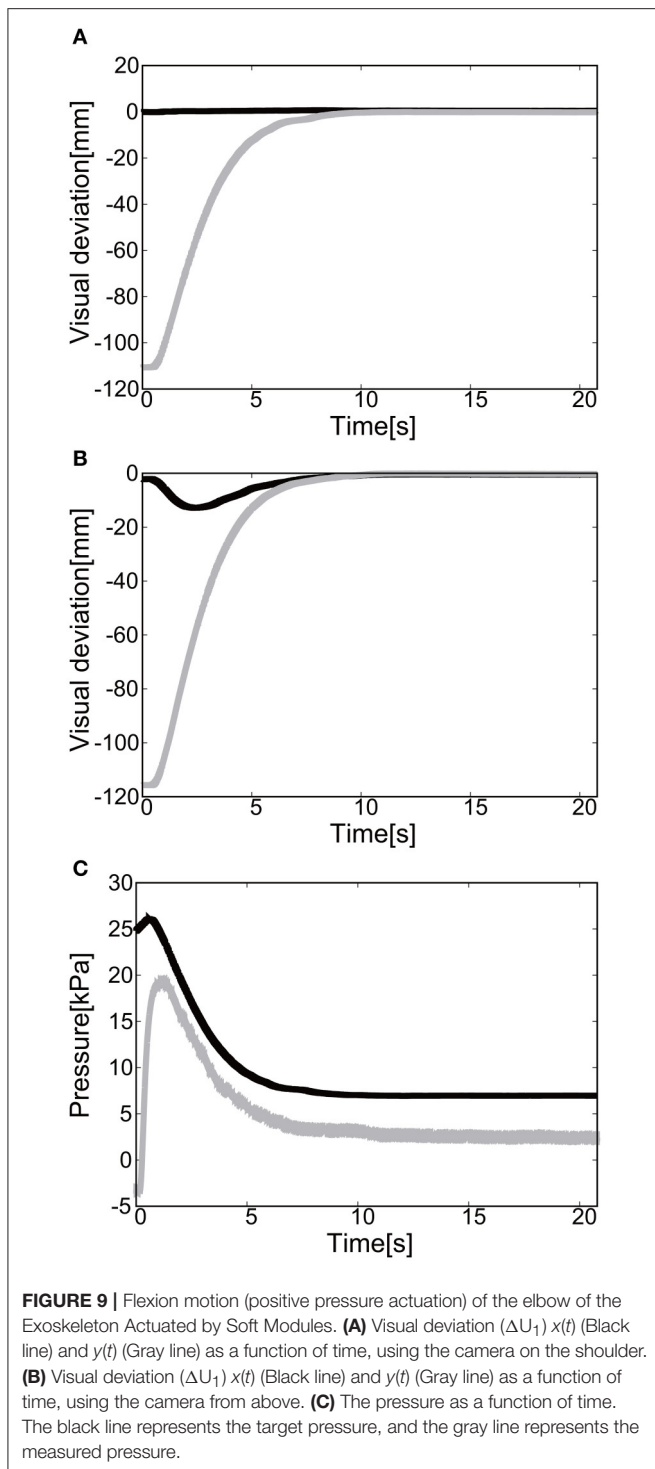 A
20
0
-20
-40
-60
-80
-100
-120
Visual deviation[mm]
0 5 10 15 20
Time[s]
B
0
-20
-40
-60
-80
-100
-120
Visual deviation[mm]
0 5 10 15 20
Time[s]
C
30
25
20
15
10
5
0
-5
Pressure[kPa]
0 5 10 15 20
Time[s]
FIGURE 9 | Flexion motion (positive pressure actuation) of the elbow of the
Exoskeleton Actuated by Soft Modules. (A) Visual deviation (ΔU₁) x(t) (Black
line) and y(t) (Gray line) as a function of time, using the camera on the shoulder.
(B) Visual deviation (ΔU₁) x(t) (Black line) and y(t) (Gray line) as a function of
time, using the camera from above. (C) The pressure as a function of time.
The black line represents the target pressure, and the gray line represents the
measured pressure.